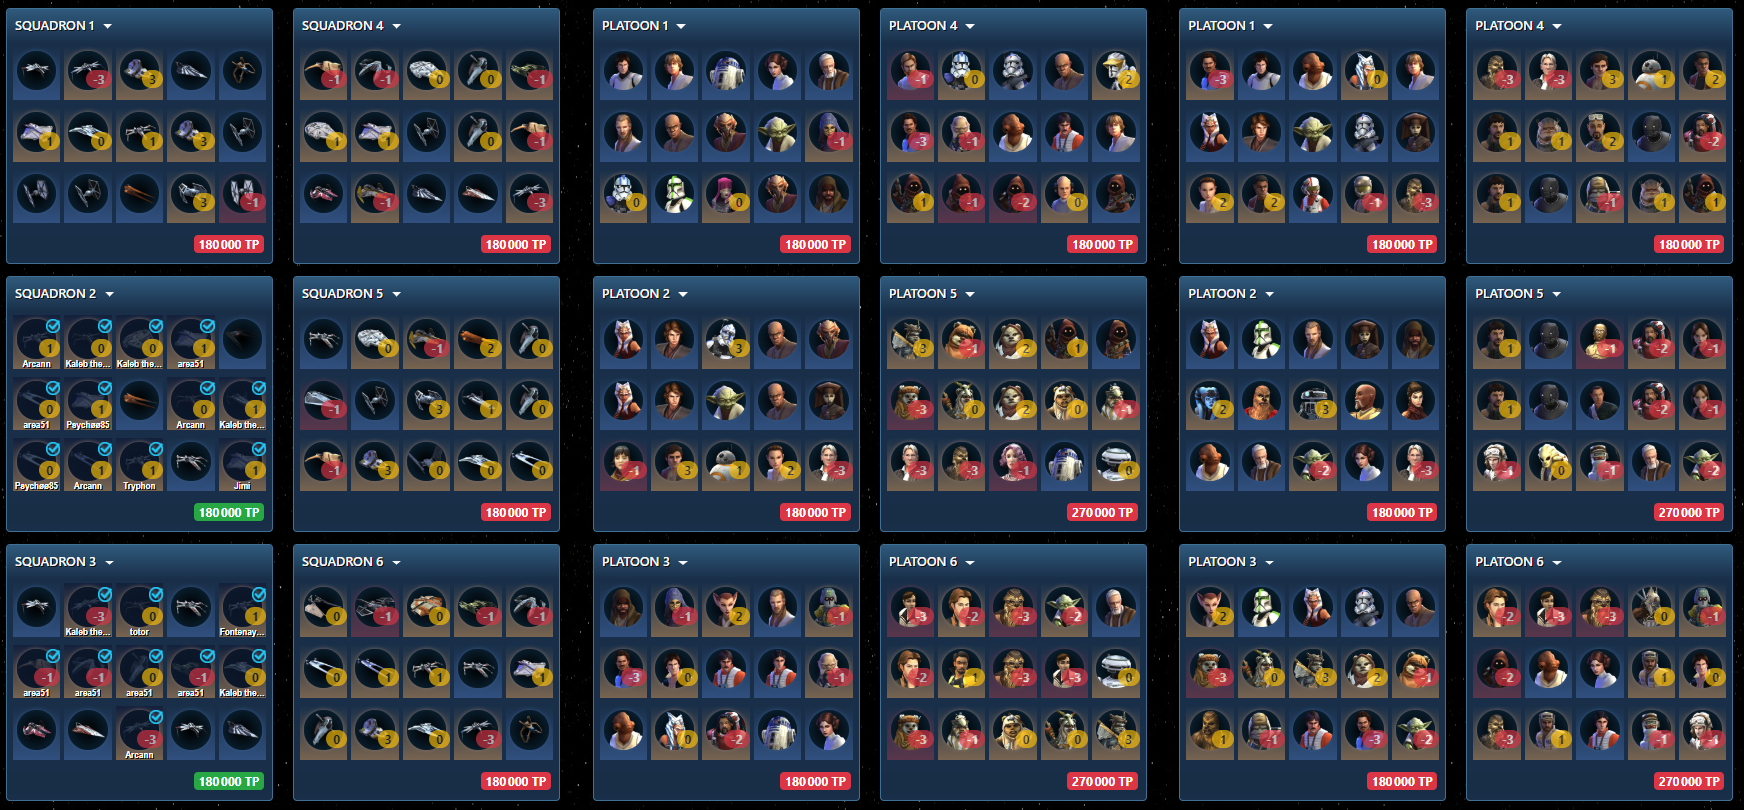 SQUADRON 1
-3 3
1 0 1 3
3 -1
180 000 TP
SQUADRON 4
-1 -1 0 0 -1
1 1 0 -1
-1 -3
180 000 TP
PLATOON 1
-1
0 0
180 000 TP
PLATOON 4
-1 0 2
-3 -1
1 -1 -2 0
180 000 TP
PLATOON 1
-3 0
2 2 -1 -3
180 000 TP
PLATOON 4
-3 -3 3 1 2
1 1 2 -2
1 -1 1 1
180 000 TP
SQUADRON 2
1 0 0 1
Arcann Kaleb the... Kaleb the... area51
0 1 0 1
area51 Psychøø85 Arcann Kaleb the...
0 1 1 1
Psychøø85 Arcann Tryphon Jimi
180 000 TP
SQUADRON 5
0 -1 2 0
-1 3 1 0
-1 3 0 0 0
180 000 TP
PLATOON 2
3
-1 3 1 2 -3
180 000 TP
PLATOON 5
3 -1 2 1
-3 0 2 0 -1
-3 -3 -1 0
270 000 TP
PLATOON 2
2 3
-2 -3
180 000 TP
PLATOON 5
1 -1 -2 -1
1 -2 -1
-1 0 -1 -2
270 000 TP
SQUADRON 3
-3 0 1
Kaleb the... totor Fontenay...
-1 -1 0 -1 0
area51 area51 area51 area51 Kaleb the...
-3
Arcann
180 000 TP
SQUADRON 6
0 -1 0 -1 -1
0 1 1 1
0 3 0 -3
180 000 TP
PLATOON 3
-1 2 -1
-3 0 -1
0 -2
180 000 TP
PLATOON 6
-3 -2 -3 -2
-2 1 -3 -3 0
-3 -1 0 0 3
270 000 TP
PLATOON 3
2
-3 0 3 2 -1
1 -1 -3 -2
180 000 TP
PLATOON 6
-2 -3 -3 0 -1
-2 1 0
-3 1 -1 -1
270 000 TP